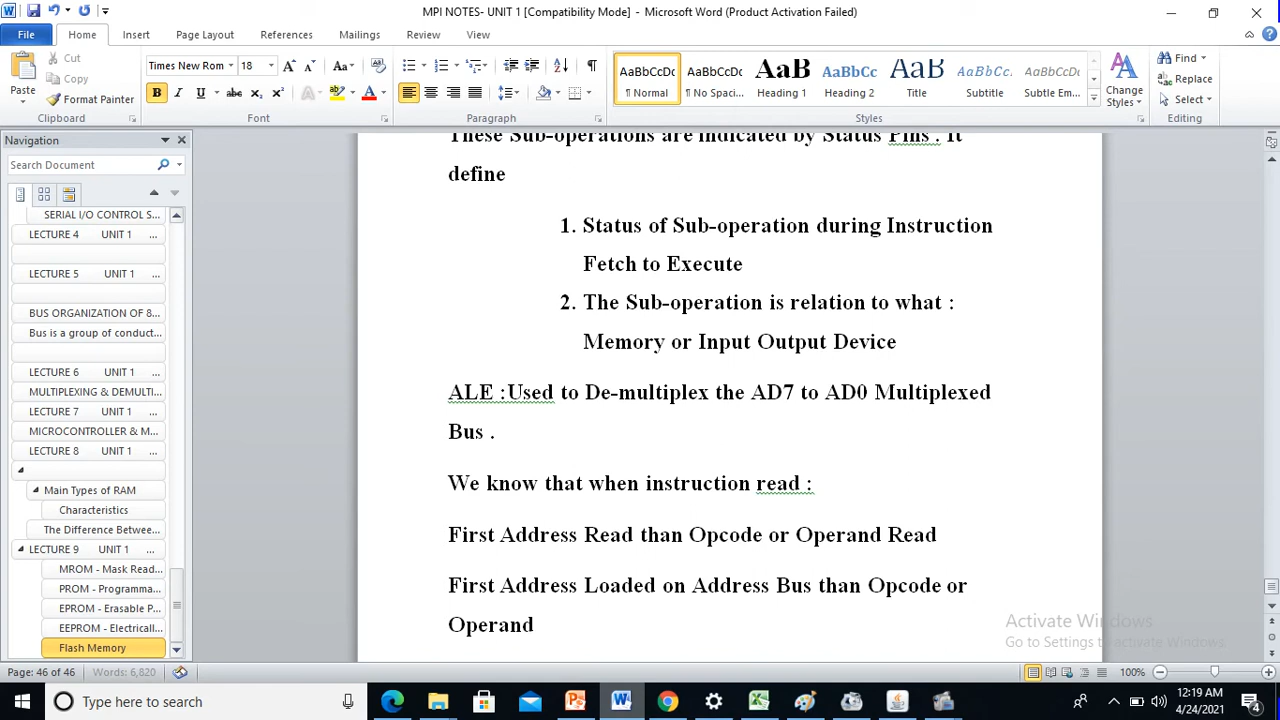 MPI NOTES- UNIT 1 [Compatibility Mode] - Microsoft Word (Product Activation Failed)
File Home Insert Page Layout References Mailings Review View
Paste
Cut
Copy
Format Painter
Clipboard
Times New Rom 18
Font
Paragraph
AaBbCcDc AaBbCcDc AaB AaBbCc AaB AaBbCcDc AaBbCcDc
¶ Normal ¶ No Spaci... Heading 1 Heading 2 Title Subtitle Subtle Em...
Change Styles
Styles
Find
Replace
Select
Editing
Navigation
Search Document
SERIAL I/O CONTROL S...
LECTURE 4 UNIT 1 ...
LECTURE 5 UNIT 1 ...
BUS ORGANIZATION OF 8...
Bus is a group of conduct...
LECTURE 6 UNIT 1 ...
MULTIPLEXING & DEMULTI...
LECTURE 7 UNIT 1 ...
MICROCONTROLLER & M...
LECTURE 8 UNIT 1 ...
Main Types of RAM
Characteristics
The Difference Betwee...
LECTURE 9 UNIT 1 ...
MROM - Mask Read...
PROM - Programma...
EPROM - Erasable P...
EEPROM - Electricall...
Flash Memory
These Sub-operations are indicated by Status Pins . It
define
1. Status of Sub-operation during Instruction
Fetch to Execute
2. The Sub-operation is relation to what :
Memory or Input Output Device
ALE :Used to De-multiplex the AD7 to AD0 Multiplexed
Bus .
We know that when instruction read :
First Address Read than Opcode or Operand Read
First Address Loaded on Address Bus than Opcode or
Operand
Activate Windows
Go to Settings to activate Windows.
Page: 46 of 46 Words: 6,820 100%
Type here to search
12:19 AM
4/24/2021
4